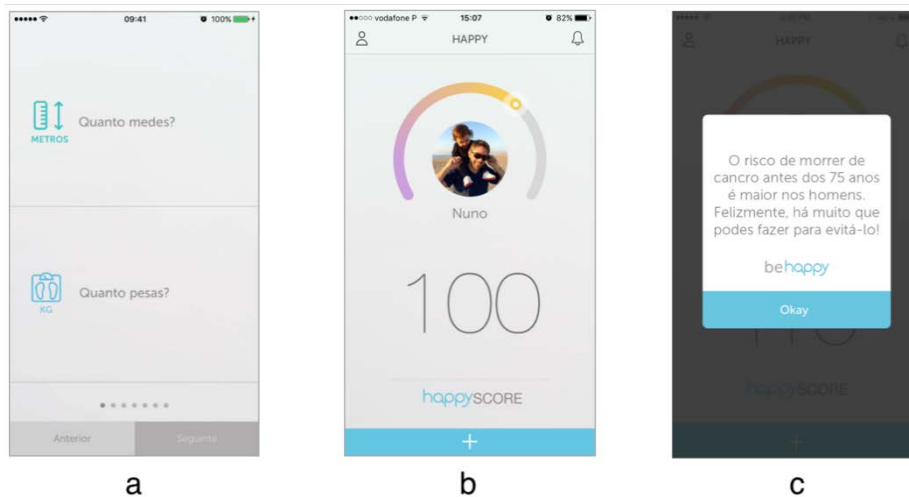 09:41
100%
METROS
Quanto medes?
KG
Quanto pesas?
Anterior
Seguinte
a
vodafone P
15:07
82%
HAPPY
Nuno
100
happySCORE
+
b
HAPPY
O risco de morrer de
cancro antes dos 75 anos
é maior nos homens.
Felizmente, há muito que
podes fazer para evitá-lo!
behappy
Okay
happySCORE
+
c